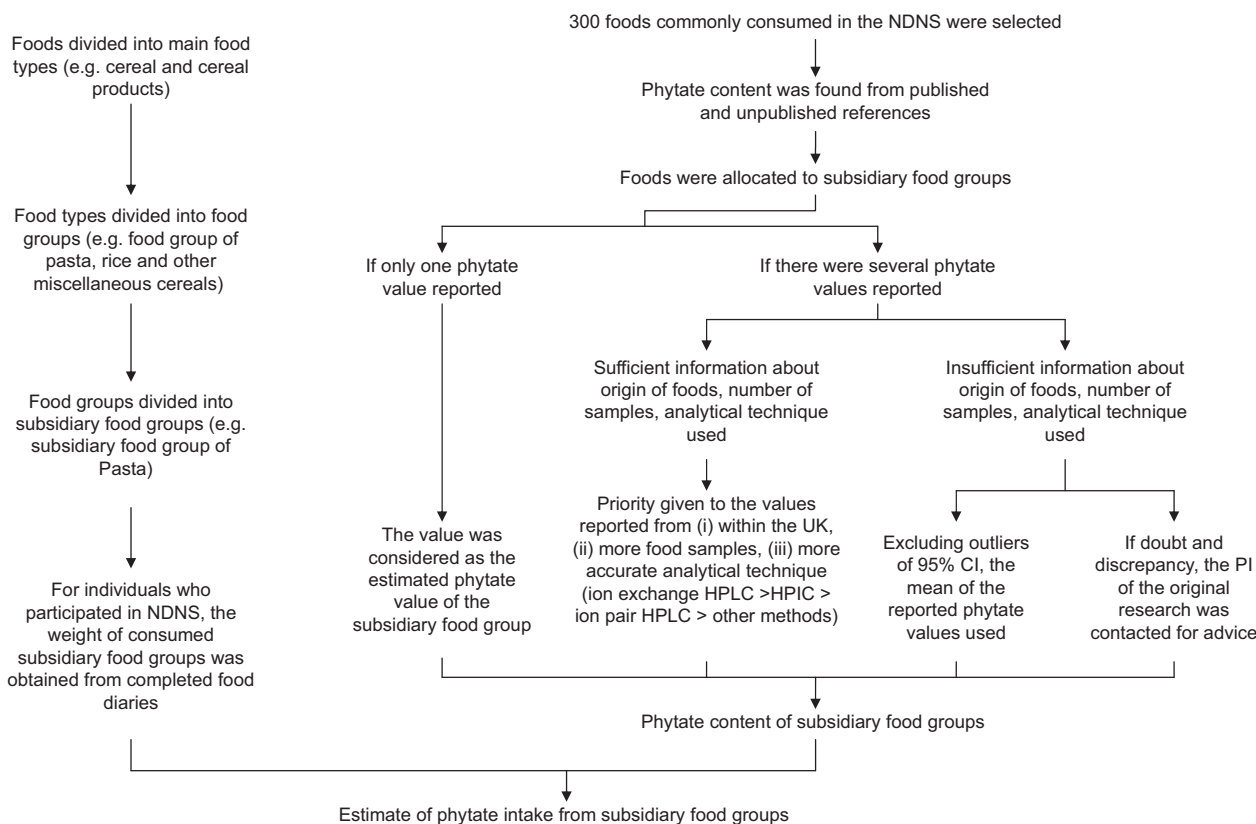 300 foods commonly consumed in the NDNS were selected
Foods divided into main food
types (e.g. cereal and cereal
products)
Phytate content was found from published
and unpublished references
Foods were allocated to subsidiary food groups
Food types divided into food
groups (e.g. food group of
pasta, rice and other
miscellaneous cereals)
If only one phytate
value reported
If there were several phytate
values reported
Sufficient information about
origin of foods, number of
samples, analytical technique
used
Insufficient information about
origin of foods, number of
samples, analytical technique
used
Food groups divided into
subsidiary food groups (e.g.
subsidiary food group of
Pasta)
The value was
considered as the
estimated phytate
value of the
subsidiary food group
Priority given to the values
reported from (i) within the UK,
(ii) more food samples, (iii) more
accurate analytical technique
(ion exchange HPLC >HPIC >
ion pair HPLC > other methods)
Excluding outliers
of 95% CI, the
mean of the
reported phytate
values used
If doubt and
discrepancy, the PI
of the original
research was
contacted for advice
For individuals who
participated in NDNS, the
weight of consumed
subsidiary food groups was
obtained from completed food
diaries
Phytate content of subsidiary food groups
Estimate of phytate intake from subsidiary food groups